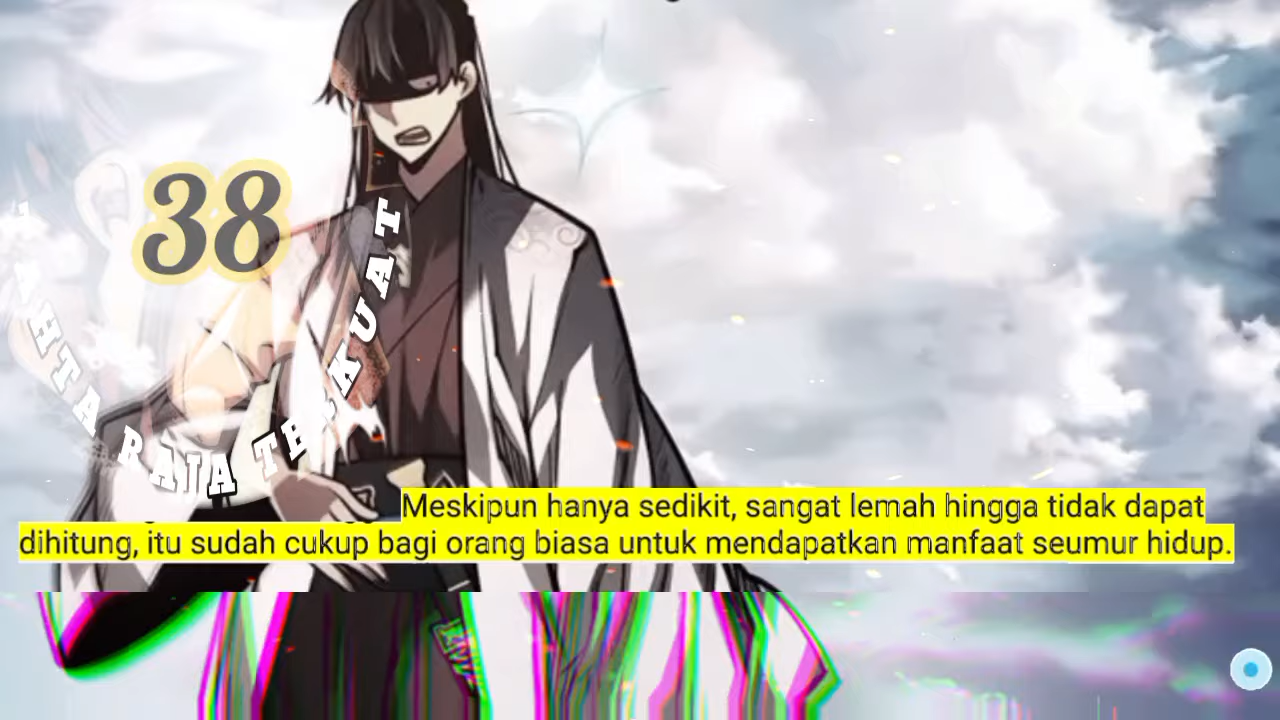 38
RAJA
Meskipun hanya sedikit, sangat lemah hingga tidak dapat
dihitung, itu sudah cukup bagi orang biasa untuk mendapatkan manfaat seumur hidup.